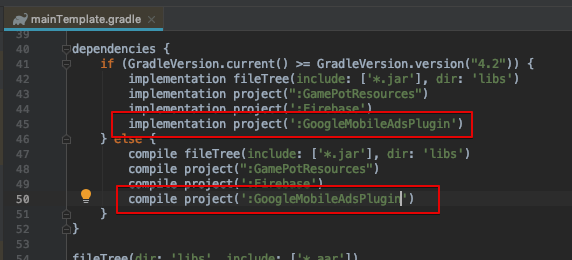 mainTemplate.gradle
39
40 dependencies {
41 if (GradleVersion.current() >= GradleVersion.version("4.2")) {
42 implementation fileTree(include: ['*.jar'], dir: 'libs')
43 implementation project(":GamePotResources")
44 implementation project(':Firebase')
45 implementation project(':GoogleMobileAdsPlugin')
46 } else {
47 compile fileTree(include: ['*.jar'], dir: 'libs')
48 compile project(":GamePotResources")
49 compile project(':Firebase')
50 compile project(':GoogleMobileAdsPlugin')
51 }
52 }
53
54 fileTree(dir: 'libs', include: ['*.aar'])